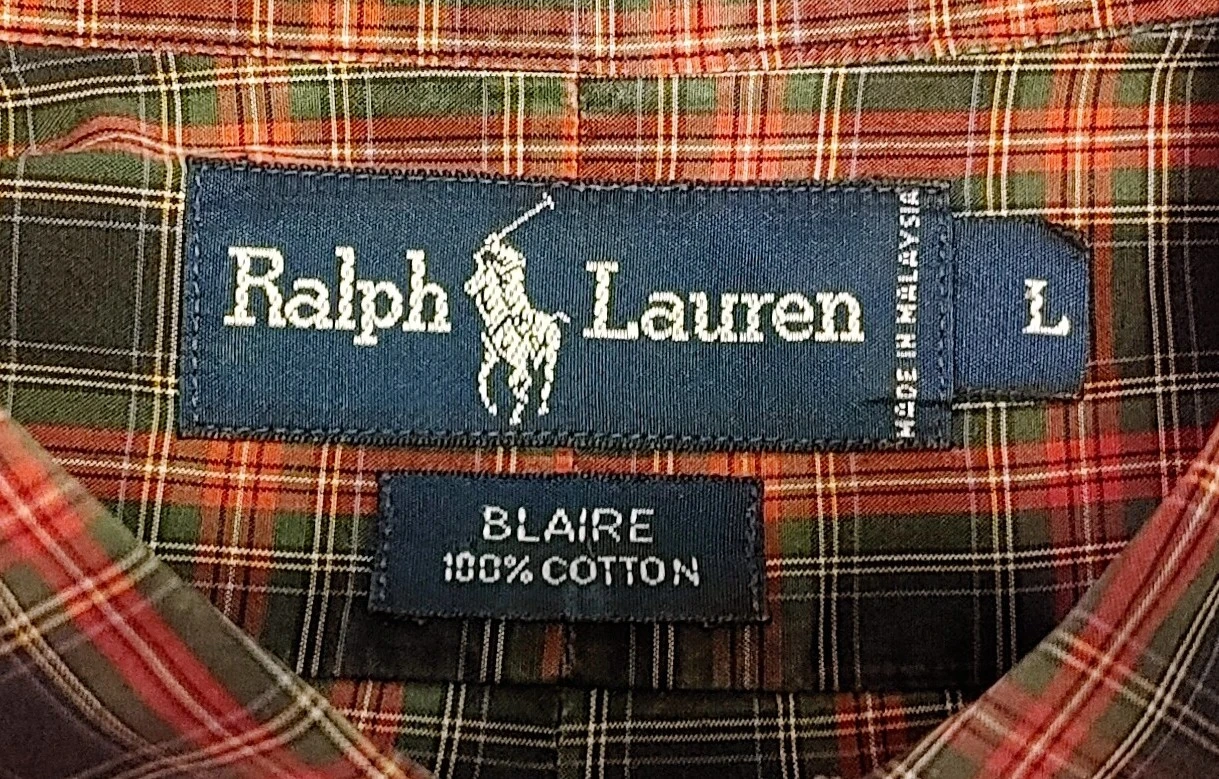 Ralph Lauren
MADE IN MALAYSIA
L
BLAIRE
100% COTTON